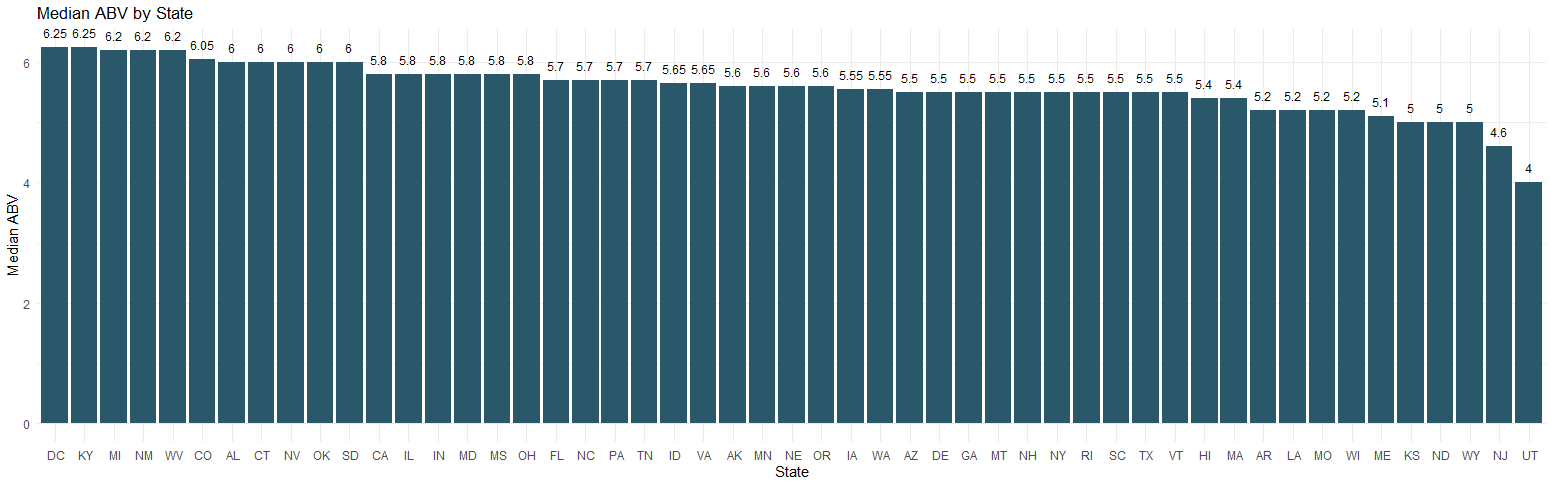 Median ABV by State
6.25 6.25 6.2 6.2 6.2 6.05 6 6 6 6 6 5.8 5.8 5.8 5.8 5.8 5.8 5.7 5.7 5.7 5.7 5.65 5.65 5.6 5.6 5.6 5.6 5.55 5.55 5.5 5.5 5.5 5.5 5.5 5.5 5.5 5.5 5.5 5.5 5.4 5.4 5.2 5.2 5.2 5.2 5.1 5 5 5 4.6 4
Median ABV
6
4
2
0
DC KY MI NM WV CO AL CT NV OK SD CA IL IN MD MS OH FL NC PA TN ID VA AK MN NE OR IA WA AZ DE GA MT NH NY RI SC TX VT HI MA AR LA MO WI ME KS ND WY NJ UT
State